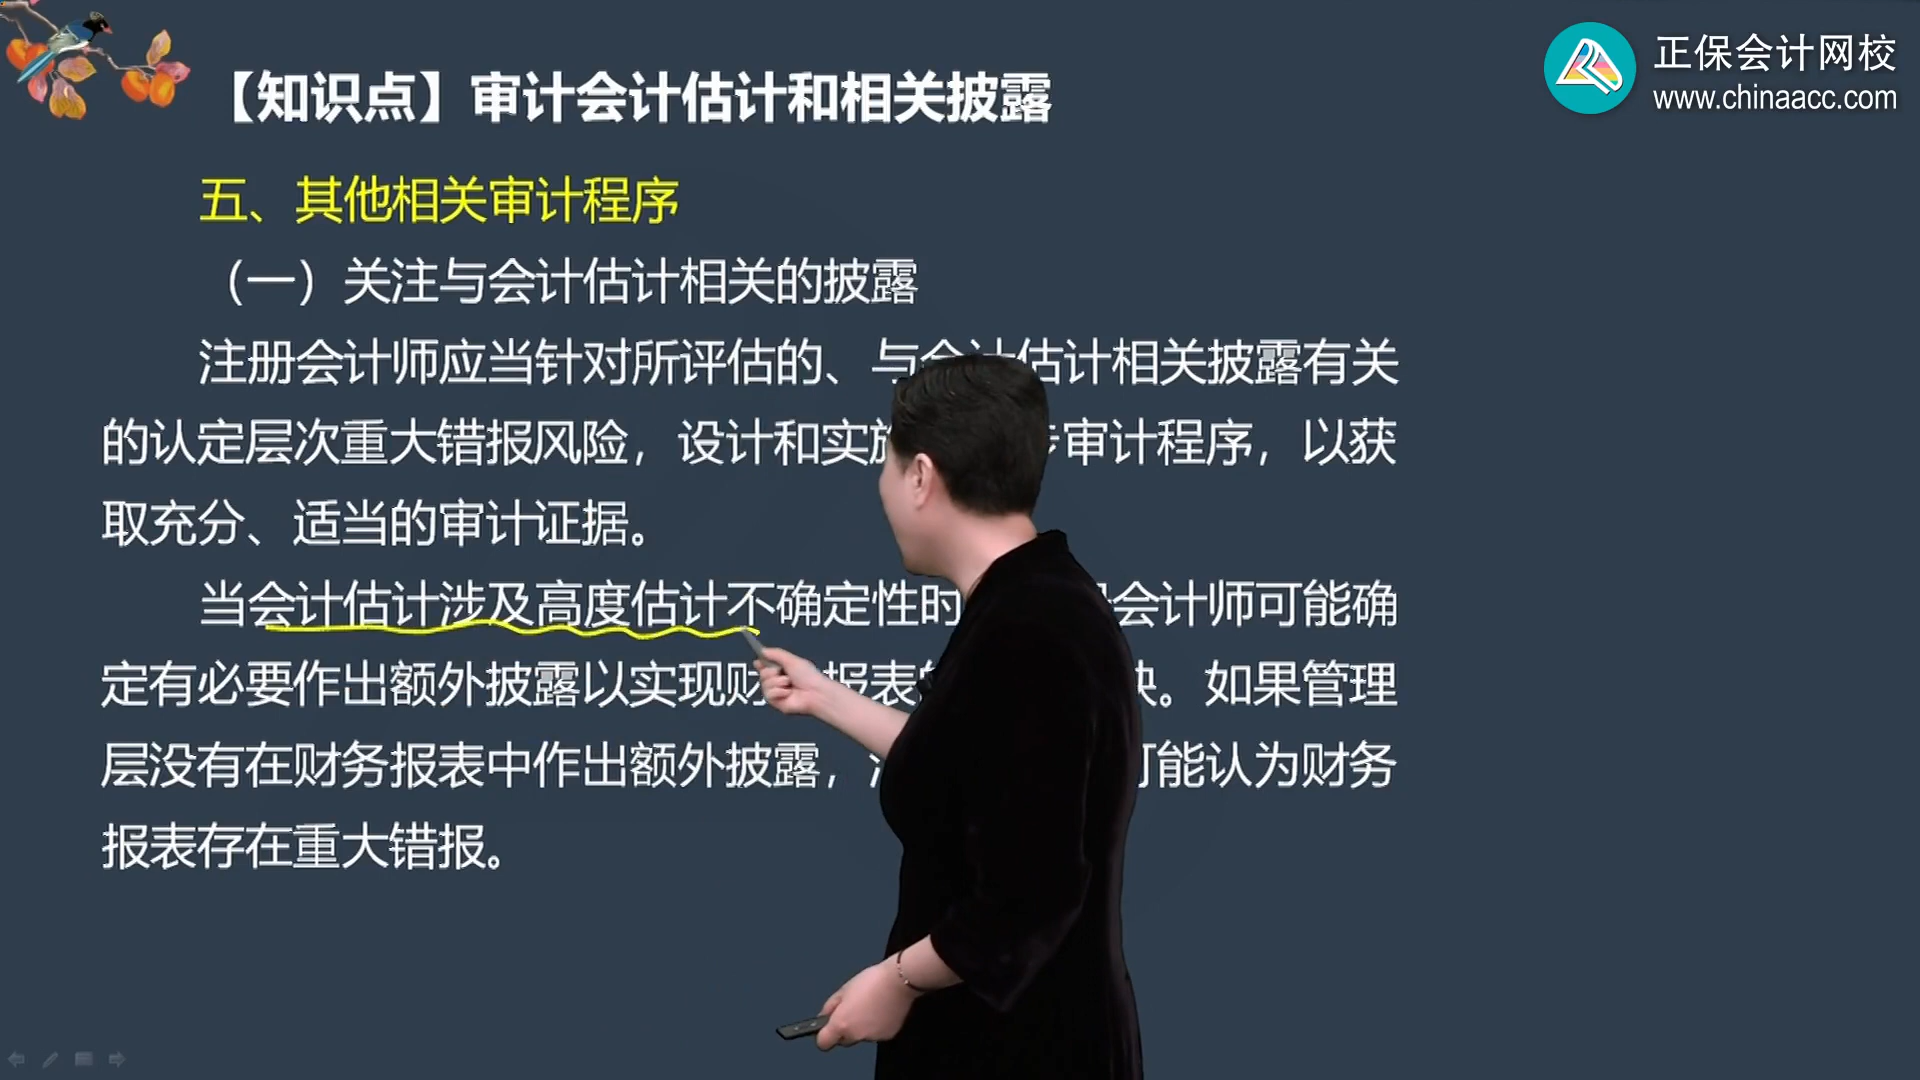 正保会计网校
www.chinaacc.com
【知识点】审计会计估计和相关披露
五、其他相关审计程序
（一）关注与会计估计相关的披露
注册会计师应当针对所评估的、与会计估计相关披露有关
的认定层次重大错报风险，设计和实施 步审计程序，以获
取充分、适当的审计证据。
当会计估计涉及高度估计不确定性时 会计师可能确
定有必要作出额外披露以实现财 报表 。如果管理
层没有在财务报表中作出额外披露， 可能认为财务
报表存在重大错报。